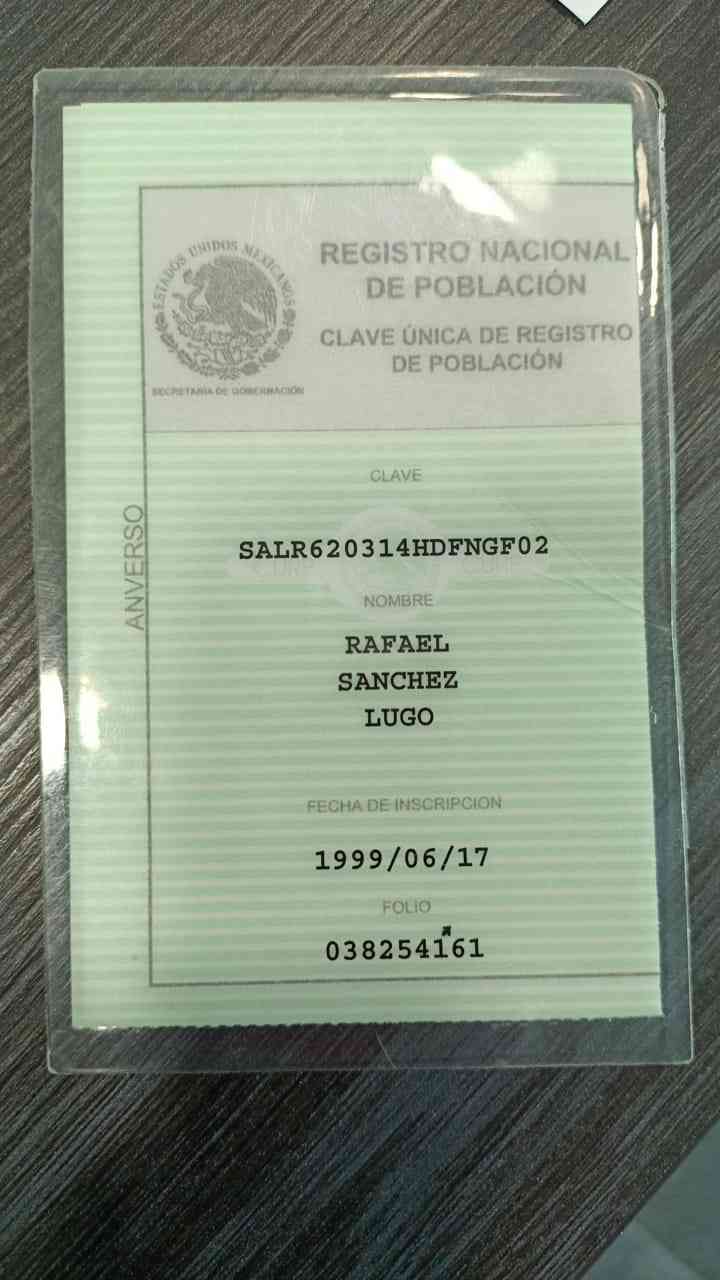 ESTADOS UNIDOS MEXICANOS
SECRETARIA DE GOBERNACIÓN
REGISTRO NACIONAL
DE POBLACIÓN
CLAVE ÚNICA DE REGISTRO
DE POBLACIÓN
ANVERSO
CLAVE
SALR620314HDFNGF02
NOMBRE
RAFAEL
SANCHEZ
LUGO
FECHA DE INSCRIPCION
1999/06/17
FOLIO
038254161